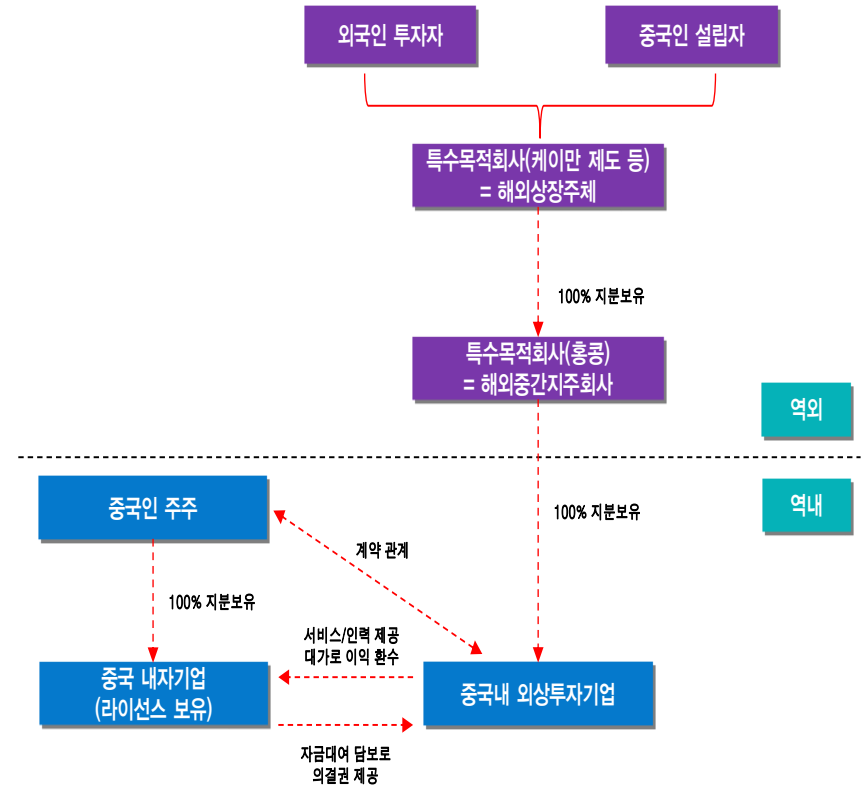 외국인 투자자
중국인 설립자
특수목적회사(케이만 제도 등)
= 해외상장주체
100% 지분보유
특수목적회사(홍콩)
= 해외중간지주회사
역외
역내
중국인 주주
100% 지분보유
계약 관계
100% 지분보유
서비스/인력 제공
대가로 이익 환수
중국 내자기업
(라이선스 보유)
중국내 외상투자기업
자금대여 담보로
의결권 제공